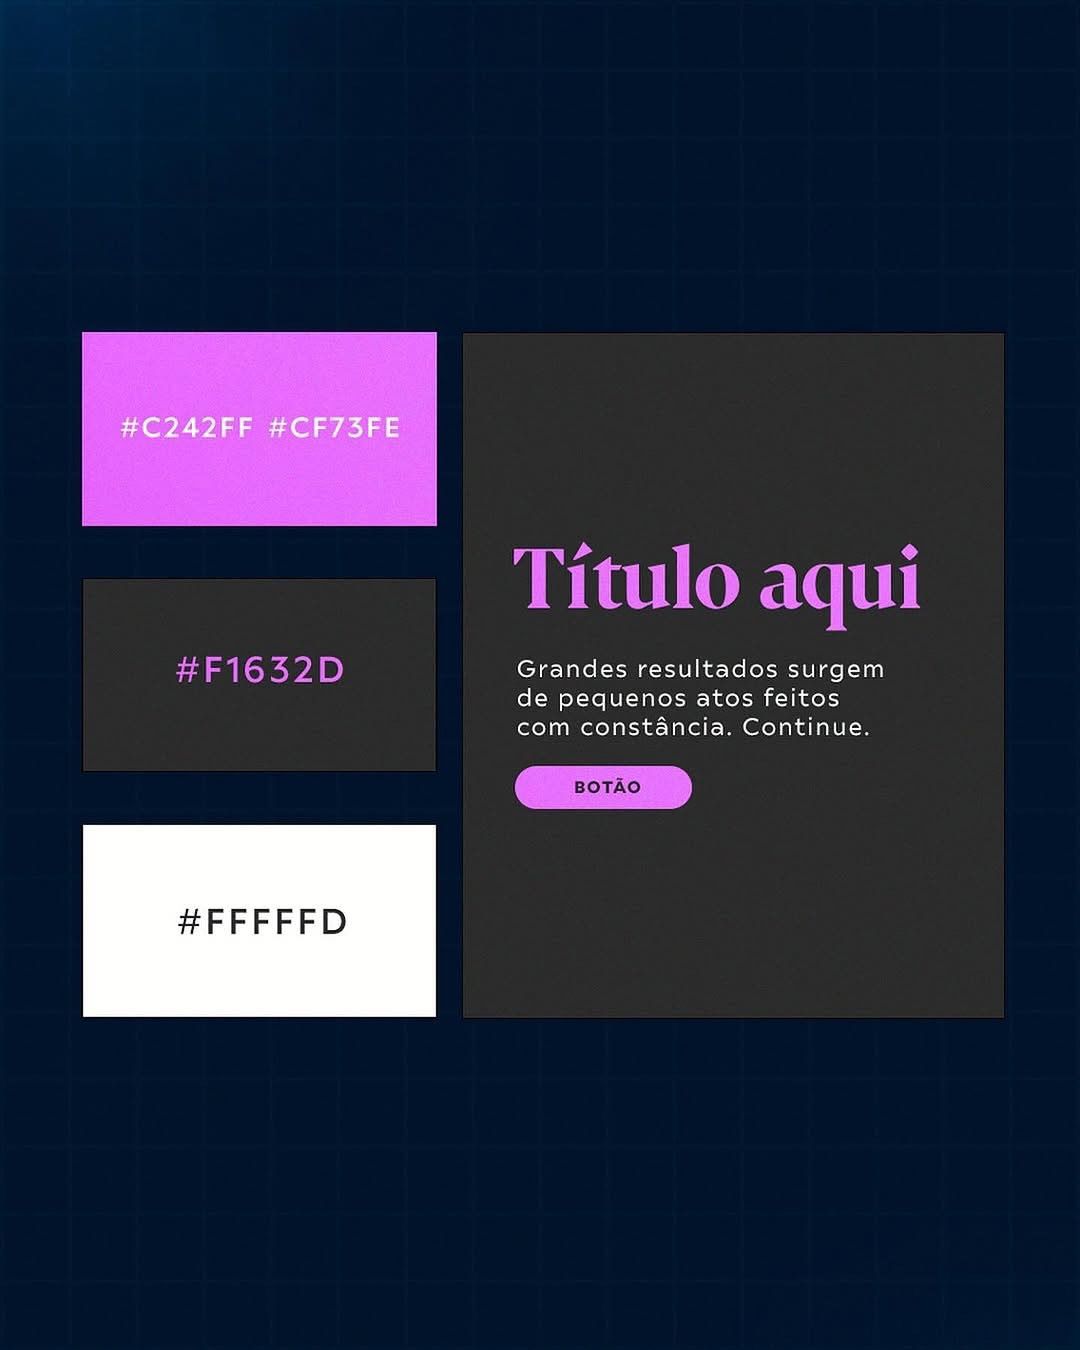 #C242FF #CF73FE
#F1632D
#FFFFFD
Título aqui
Grandes resultados surgem
de pequenos atos feitos
com constância. Continue.
BOTÃO